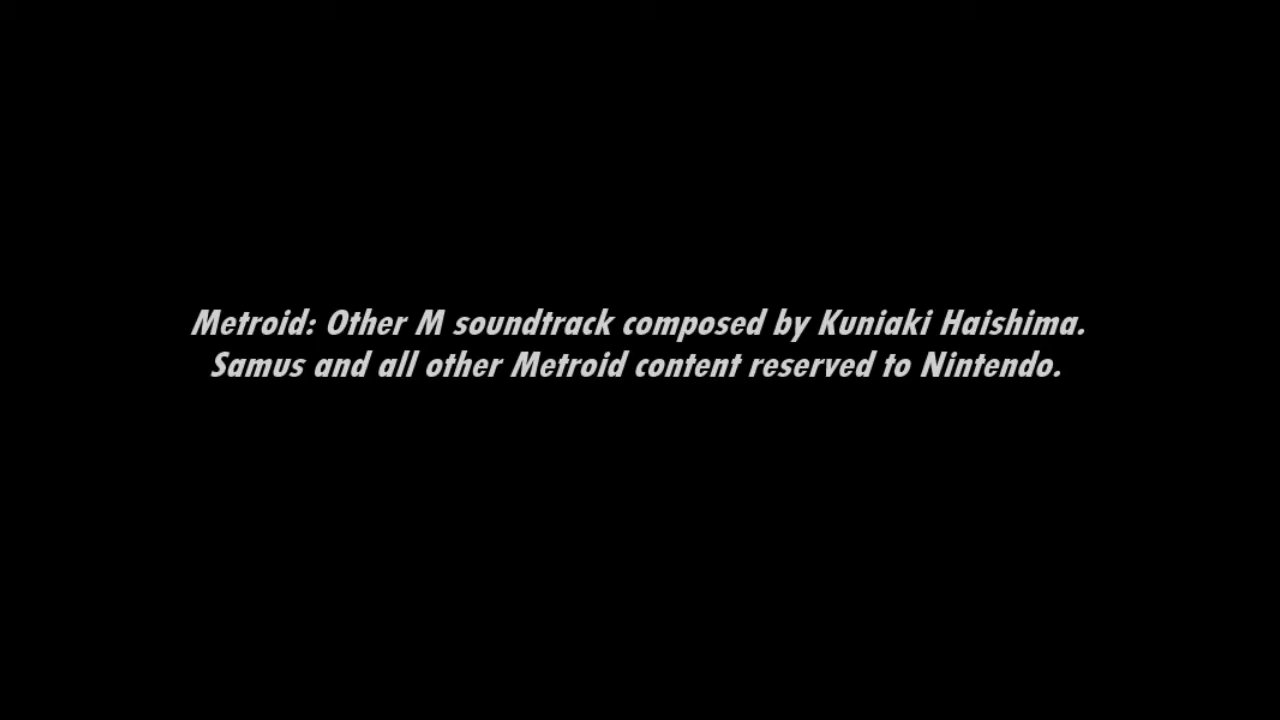 Metroid: Other M soundtrack composed by Kuniaki Haishima.
Samus and all other Metroid content reserved to Nintendo.